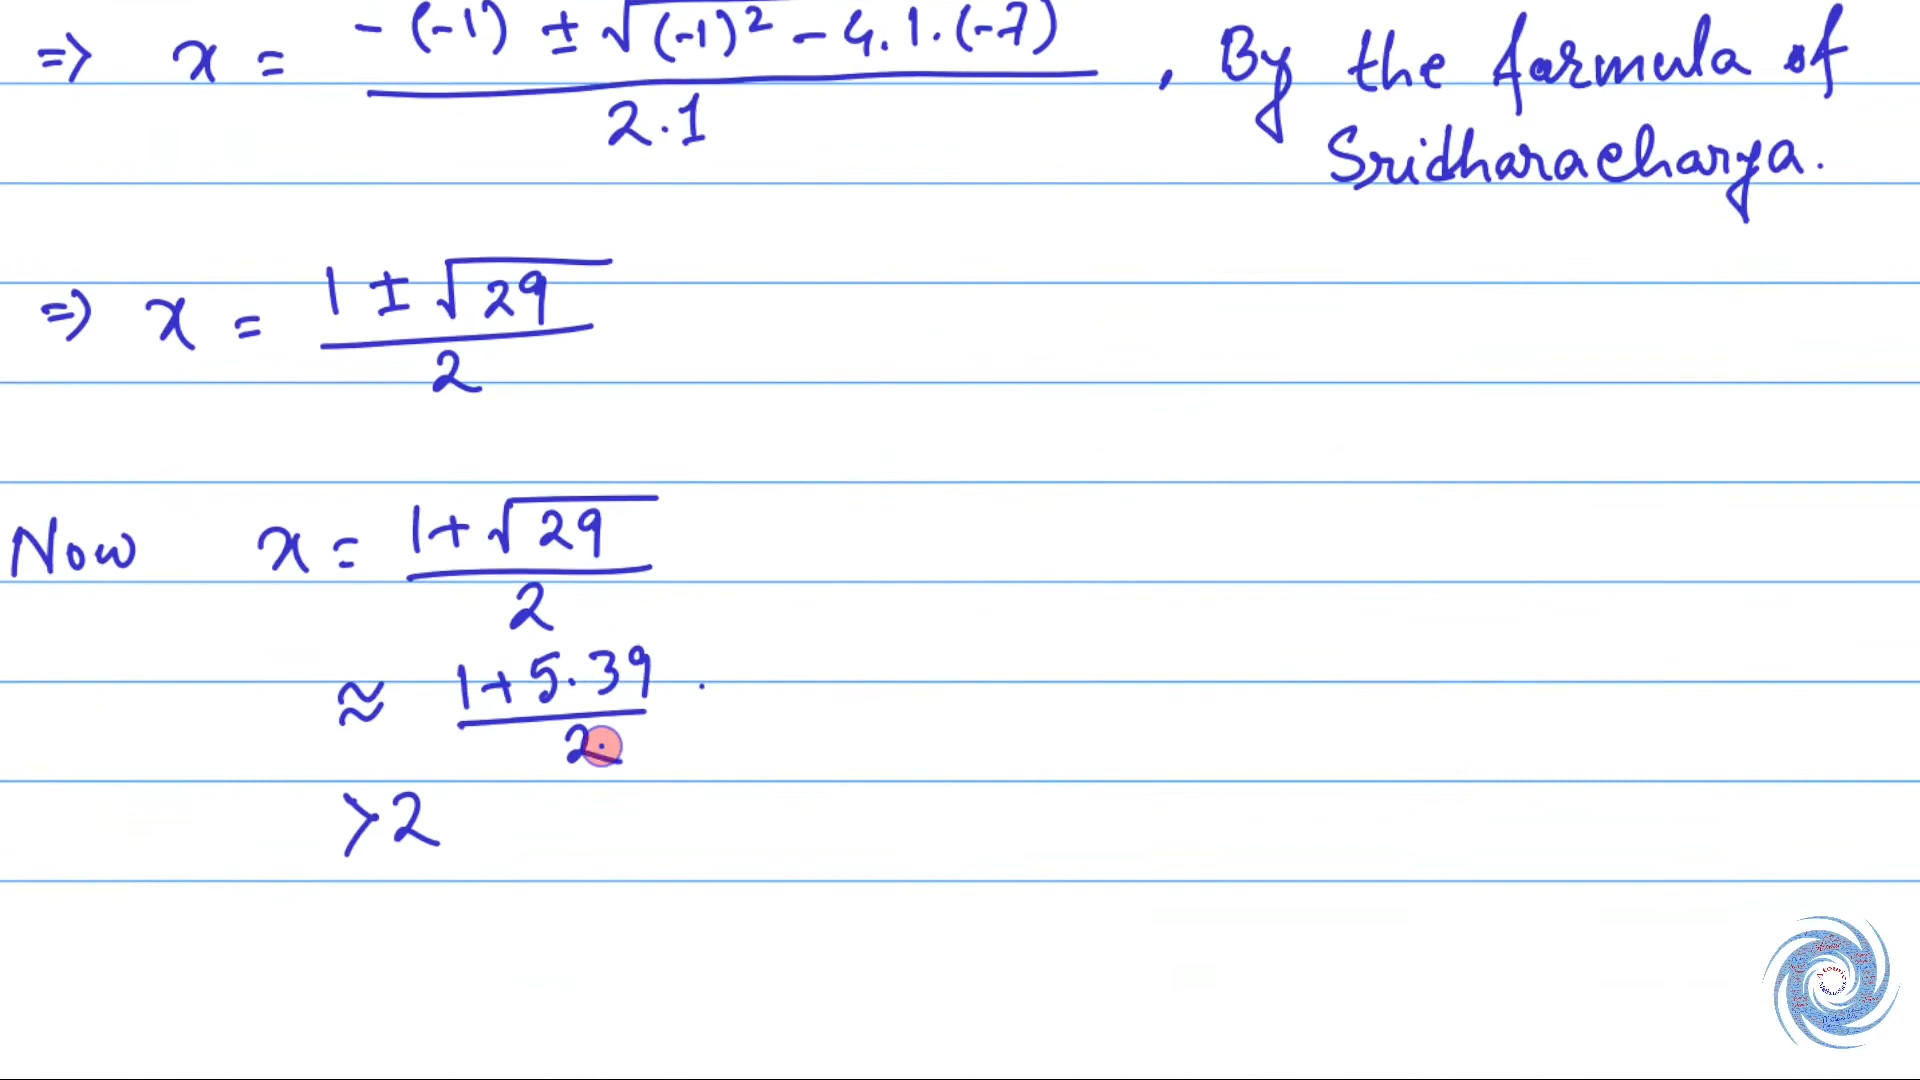 => x = -(-1) ± √(-1)² - 4.1.(-7) / 2.1 , By the farmula of
Sridharacharya.
=> x = 1 ± √29 / 2
Now x = 1+√29 / 2
≈ 1+5.39 / 2 .
>2